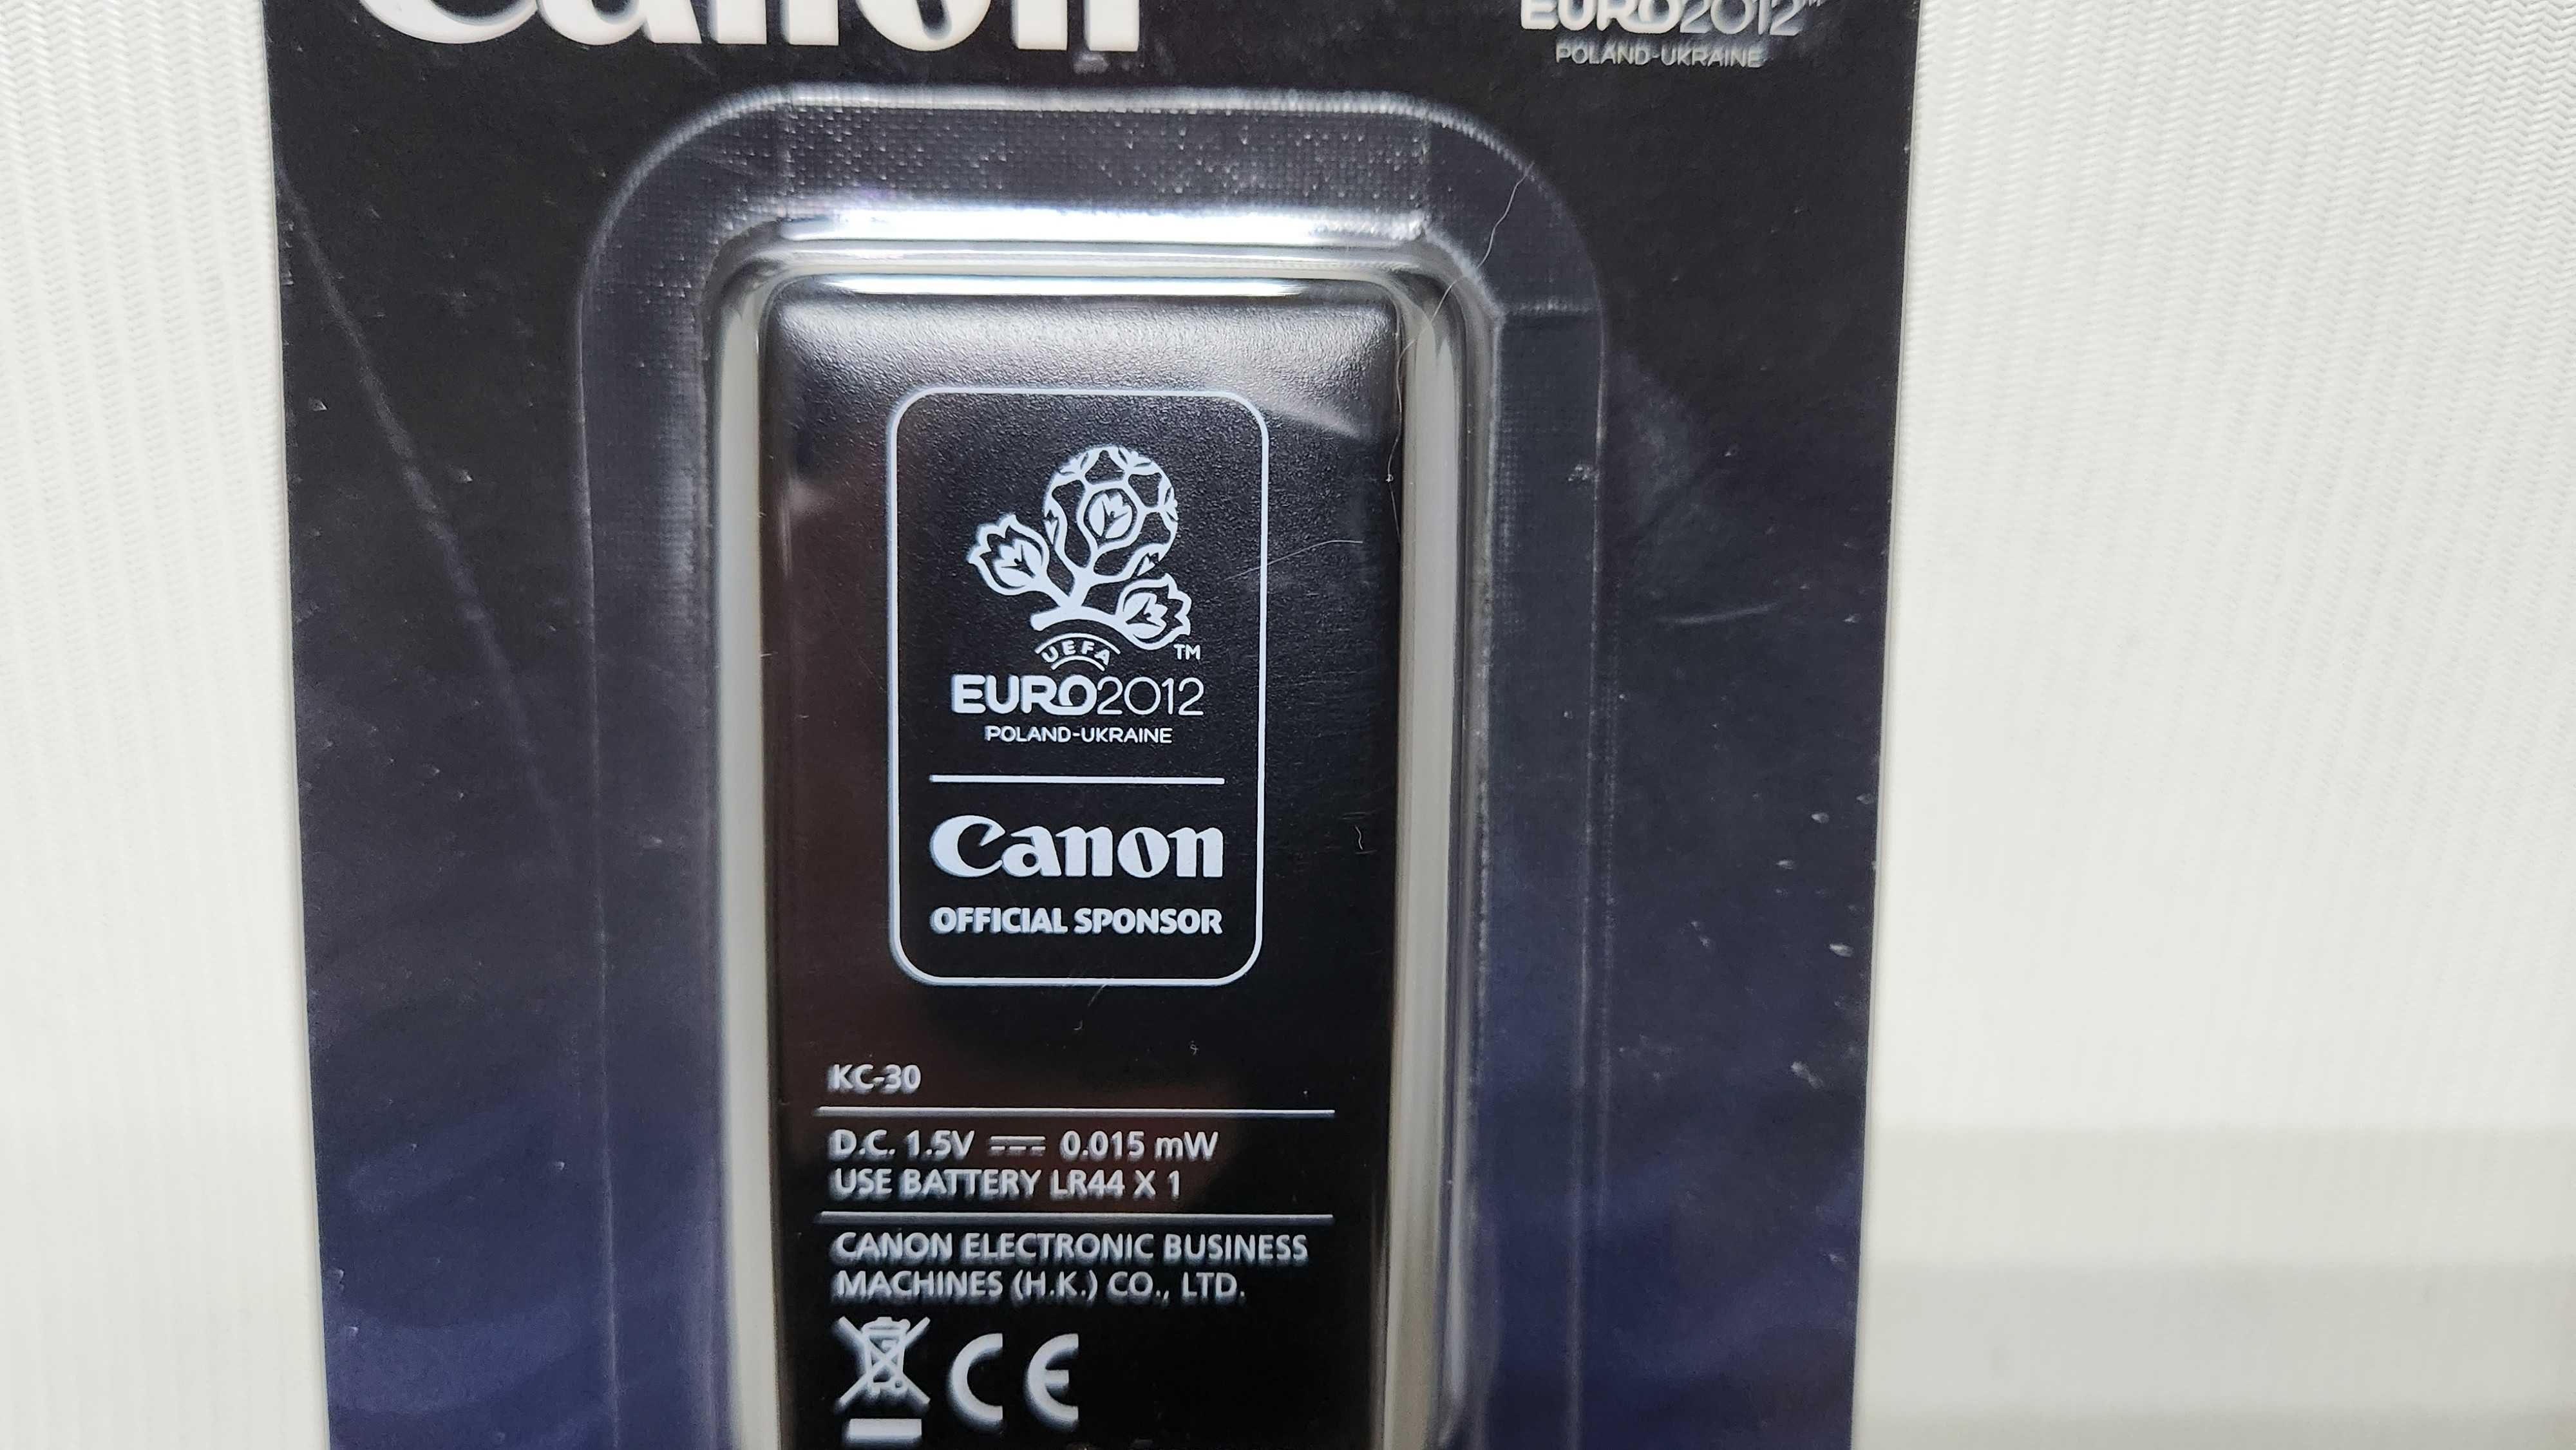 Canon
EURO2012™
POLAND-UKRAINE
UEFA
TM
EURO2012
POLAND-UKRAINE
Canon
OFFICIAL SPONSOR
KC-30
D.C. 1.5V ⎓ 0.015 mW
USE BATTERY LR44 X 1
CANON ELECTRONIC BUSINESS
MACHINES (H.K.) CO., LTD.
CE